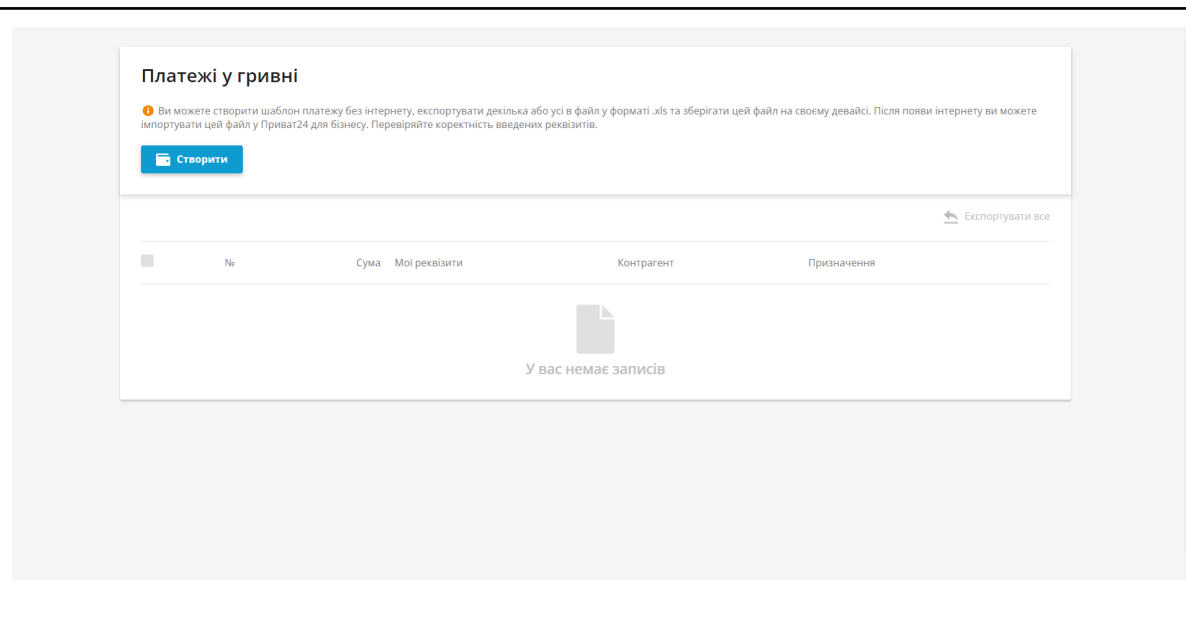 Платежі у гривні
Ви можете створити шаблон платежу без інтернету, експортувати декілька або усі в файл у форматі .xls та зберігати цей файл на своєму девайсі. Після появи інтернету ви можете
імпортувати цей файл у Приват24 для бізнесу. Перевіряйте коректність введених реквізитів.
Створити
Експортувати все
№ Сума Мої реквізити Контрагент Призначення
У вас немає записів